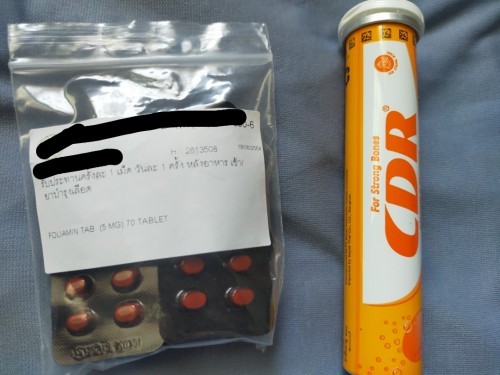 H 2613508
รับประทานครั้งละ 1 เม็ด วันละ 1 ครั้ง หลังอาหาร เช้า/
ยาบำรุงเลือด
FOLIAMIN TAB (5 MG) 70 TABLET
For Strong Bones
CDR®